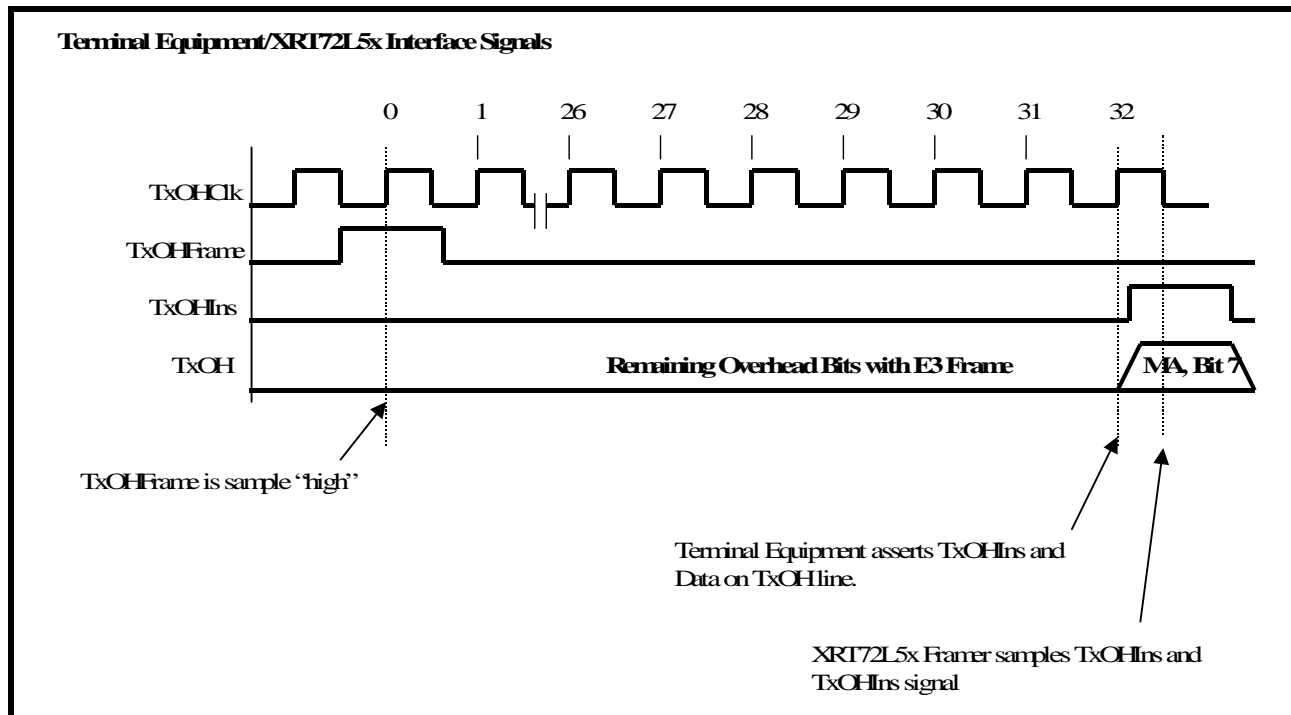 Terminal Equipment/XRT72L5x Interface Signals
0 1 26 27 28 29 30 31 32
TxOHClk
TxOHFrame
TxOHIns
TxOH
Remaining Overhead Bits with E3 Frame
MA, Bit 7
TxOHFrame is sample “high”
Terminal Equipment asserts TxOHIns and
Data on TxOH line.
XRT72L5x Framer samples TxOHIns and
TxOHIns signal